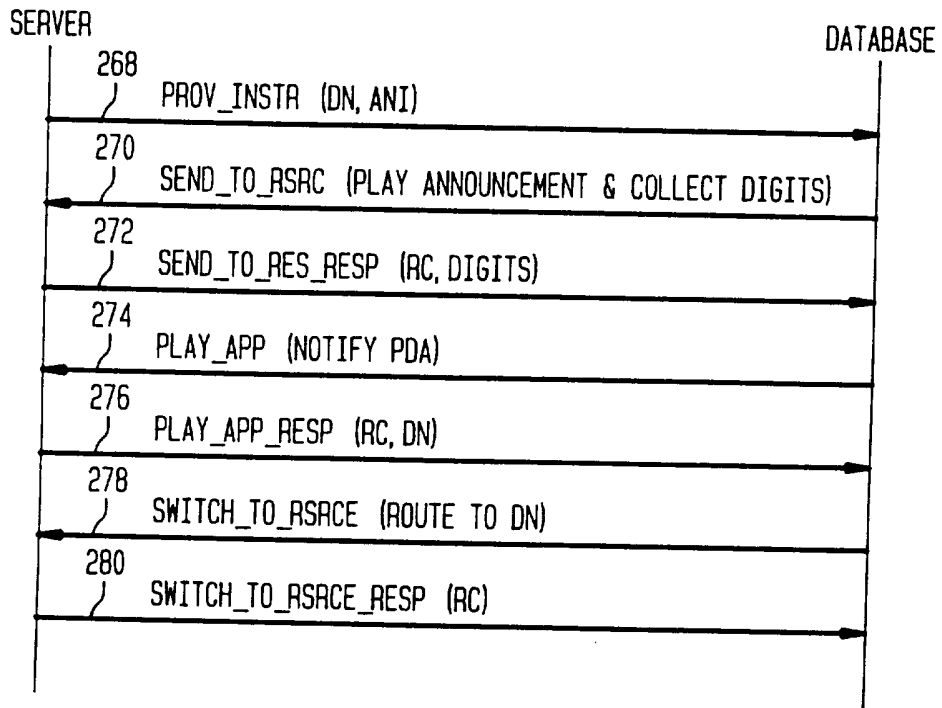 SERVER
DATABASE
268
PROV_INSTR (DN, ANI)
270
SEND_TO_RSRC (PLAY ANNOUNCEMENT & COLLECT DIGITS)
272
SEND_TO_RES_RESP (RC, DIGITS)
274
PLAY_APP (NOTIFY PDA)
276
PLAY_APP_RESP (RC, DN)
278
SWITCH_TO_RSRCE (ROUTE TO DN)
280
SWITCH_TO_RSRCE_RESP (RC)